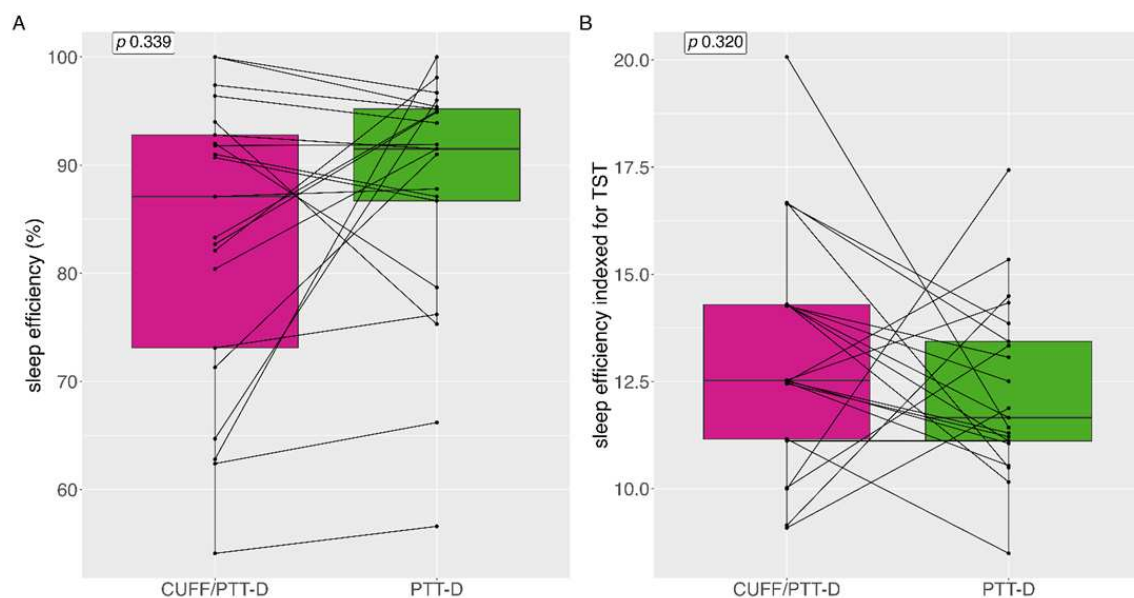 A
p 0.339
sleep efficiency (%)
100
90
80
70
60
CUFF/PTT-D
PTT-D
B
p 0.320
sleep efficiency indexed for TST
20.0
17.5
15.0
12.5
10.0
CUFF/PTT-D
PTT-D